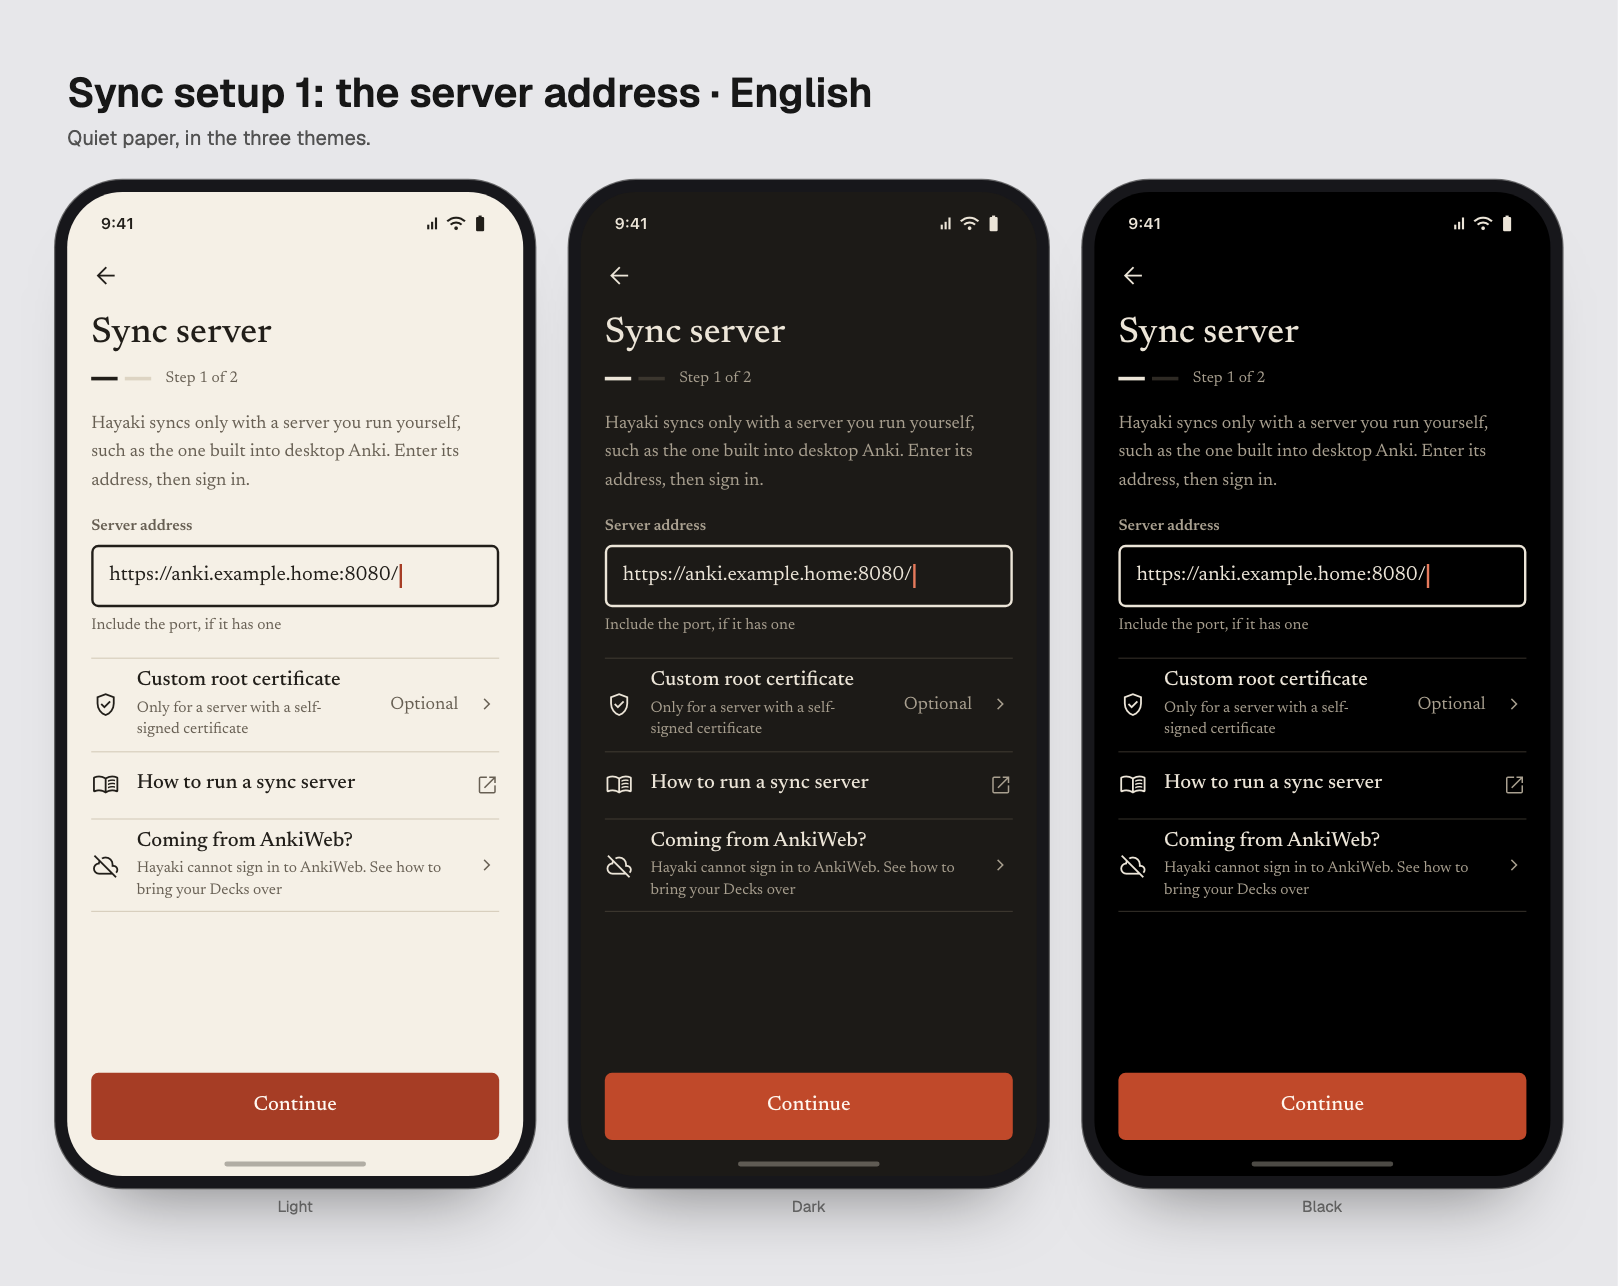 Sync setup 1: the server address · English
Quiet paper, in the three themes.
9:41
Sync server
Step 1 of 2
Hayaki syncs only with a server you run yourself,
such as the one built into desktop Anki. Enter its
address, then sign in.
Server address
https://anki.example.home:8080/
Include the port, if it has one
Custom root certificate
Only for a server with a self-
signed certificate
Optional
How to run a sync server
Coming from AnkiWeb?
Hayaki cannot sign in to AnkiWeb. See how to
bring your Decks over
Continue
Light
9:41
Sync server
Step 1 of 2
Hayaki syncs only with a server you run yourself,
such as the one built into desktop Anki. Enter its
address, then sign in.
Server address
https://anki.example.home:8080/
Include the port, if it has one
Custom root certificate
Only for a server with a self-
signed certificate
Optional
How to run a sync server
Coming from AnkiWeb?
Hayaki cannot sign in to AnkiWeb. See how to
bring your Decks over
Continue
Dark
9:41
Sync server
Step 1 of 2
Hayaki syncs only with a server you run yourself,
such as the one built into desktop Anki. Enter its
address, then sign in.
Server address
https://anki.example.home:8080/
Include the port, if it has one
Custom root certificate
Only for a server with a self-
signed certificate
Optional
How to run a sync server
Coming from AnkiWeb?
Hayaki cannot sign in to AnkiWeb. See how to
bring your Decks over
Continue
Black